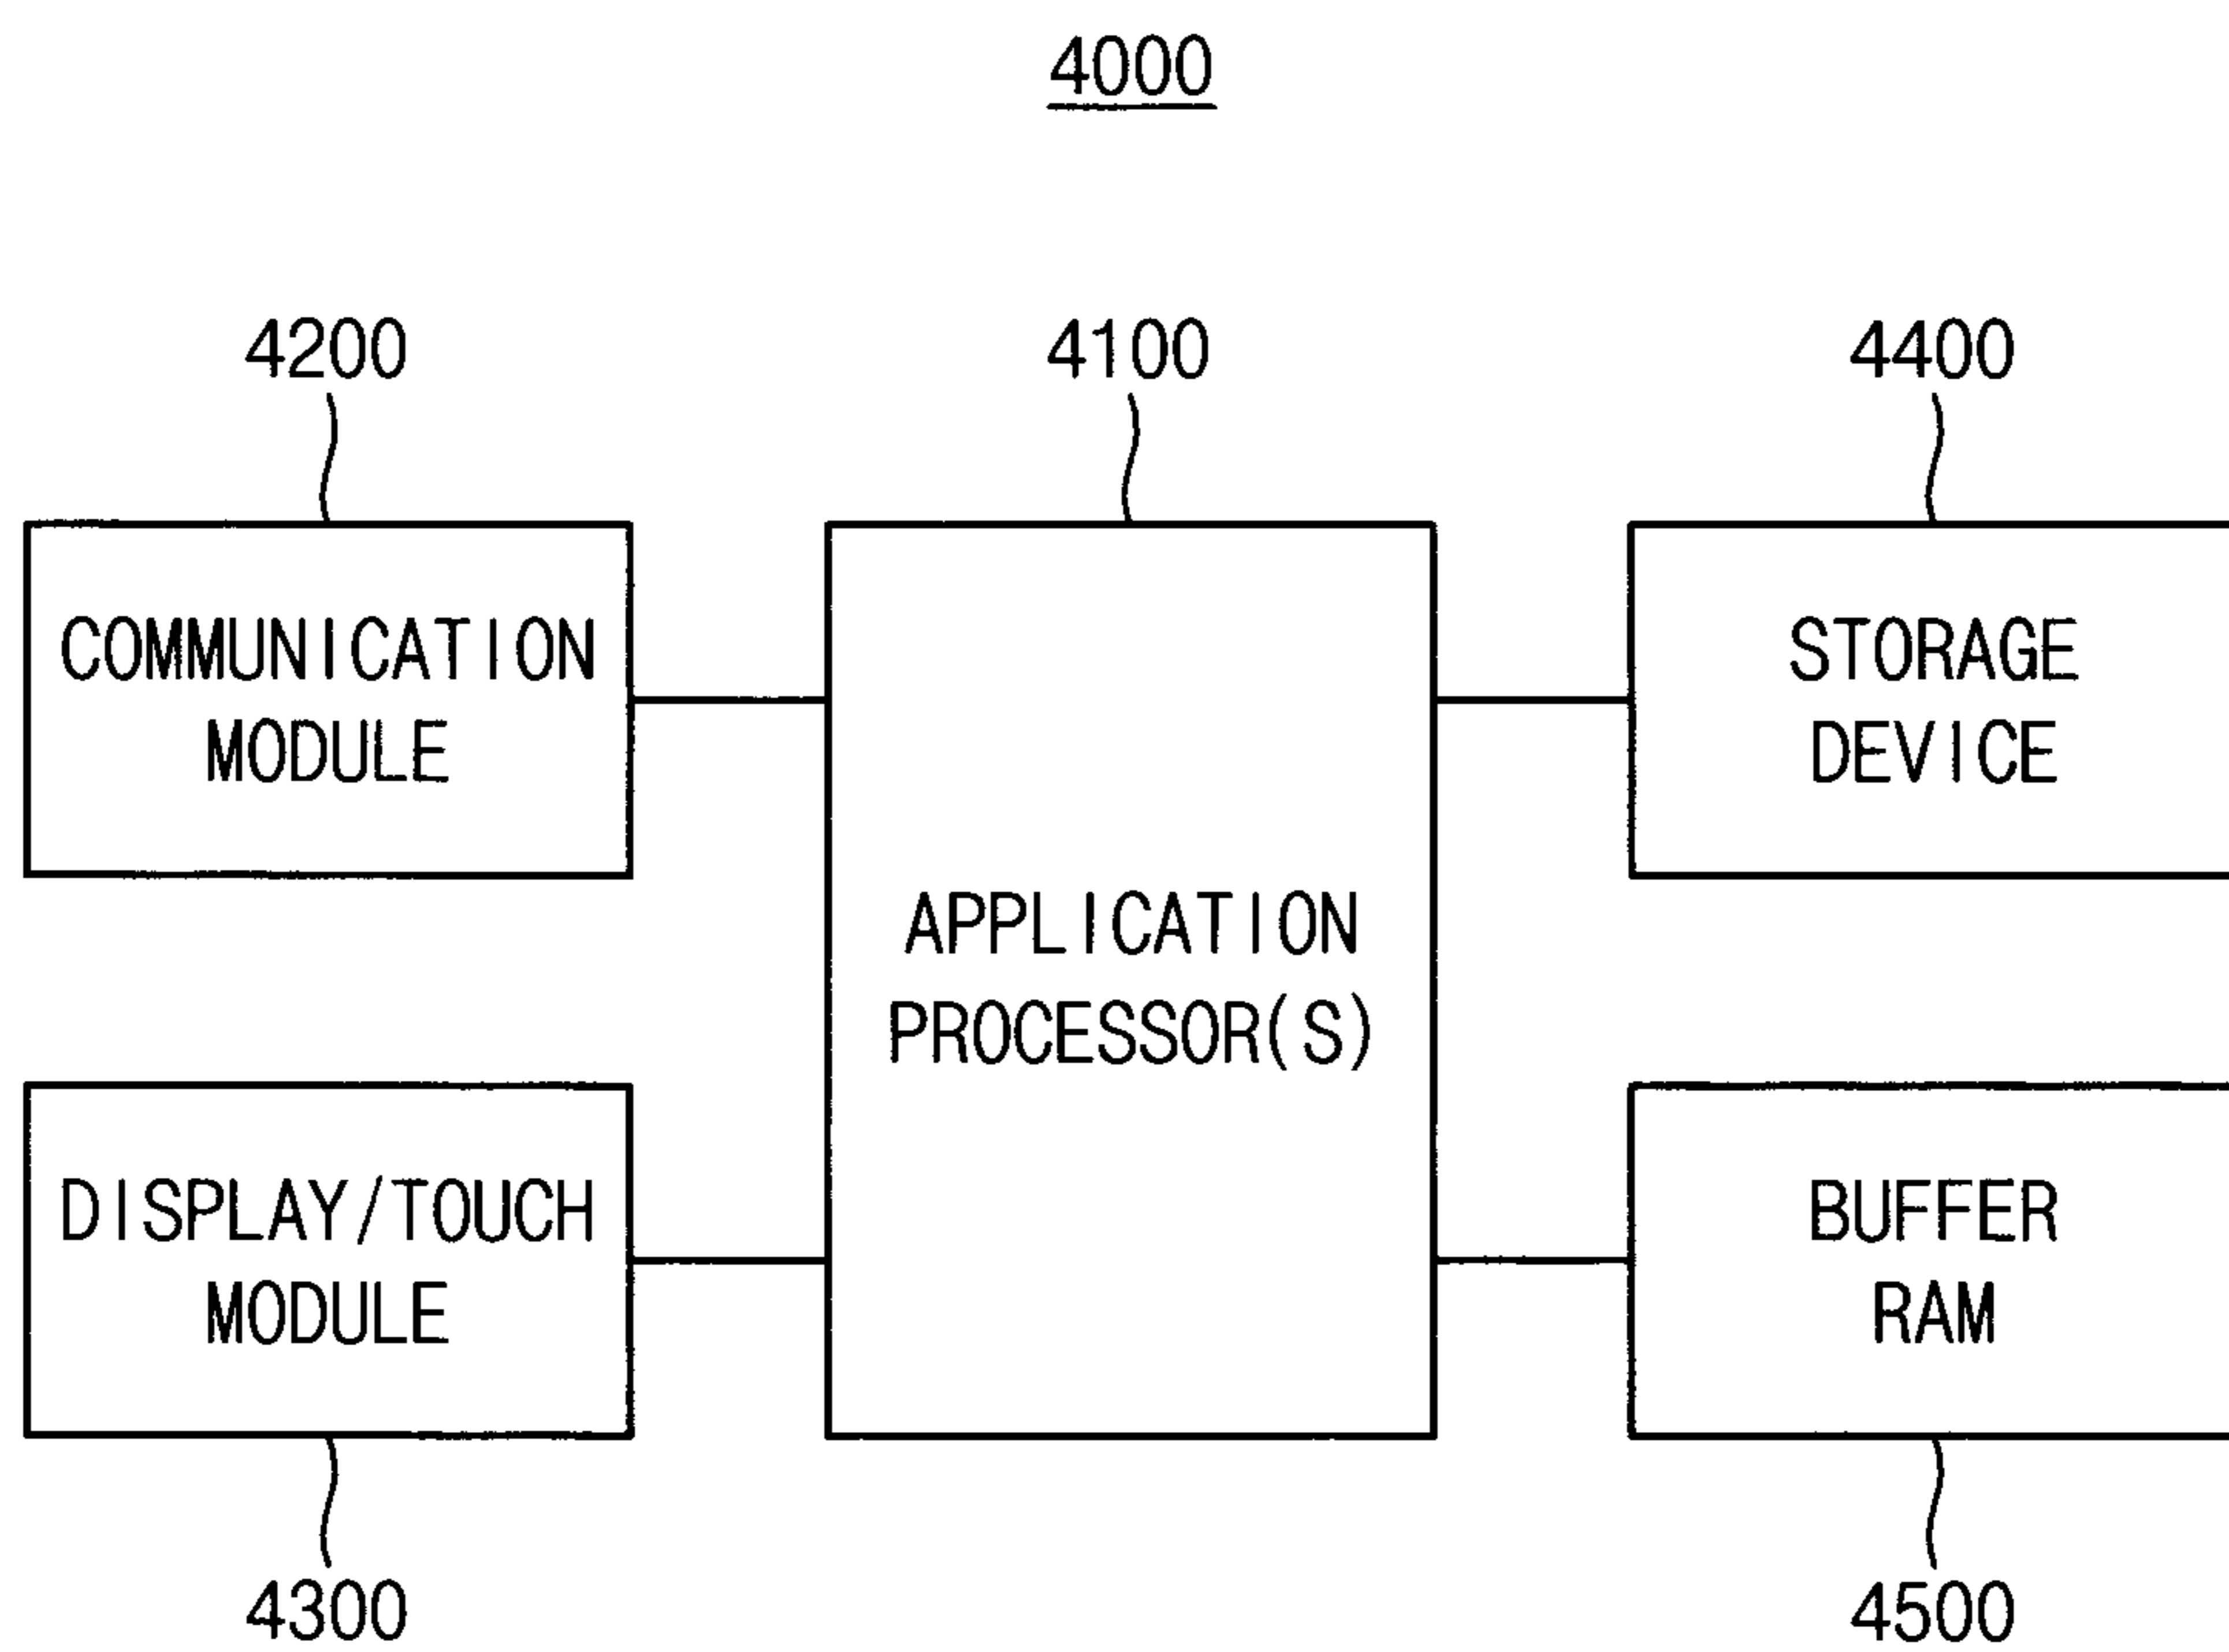 4000
4200
4100
4400
COMMUNICATION
MODULE
APPLICATION
PROCESSOR(S)
STORAGE
DEVICE
DISPLAY/TOUCH
MODULE
BUFFER
RAM
4300
4500